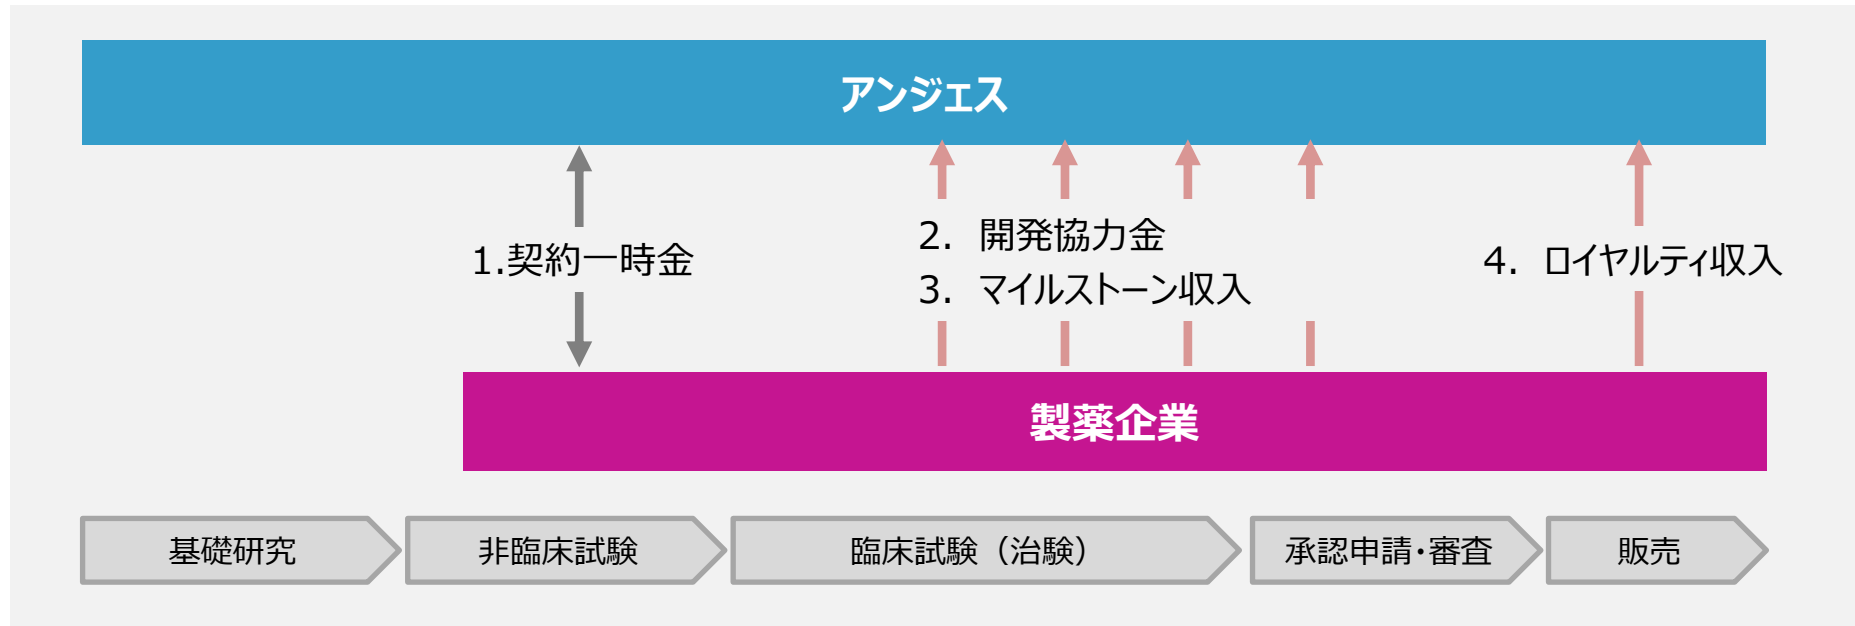 アンジェス
1.契約一時金
2. 開発協力金
3. マイルストーン収入
4. ロイヤルティ収入
製薬企業
基礎研究
非臨床試験
臨床試験（治験）
承認申請・審査
販売